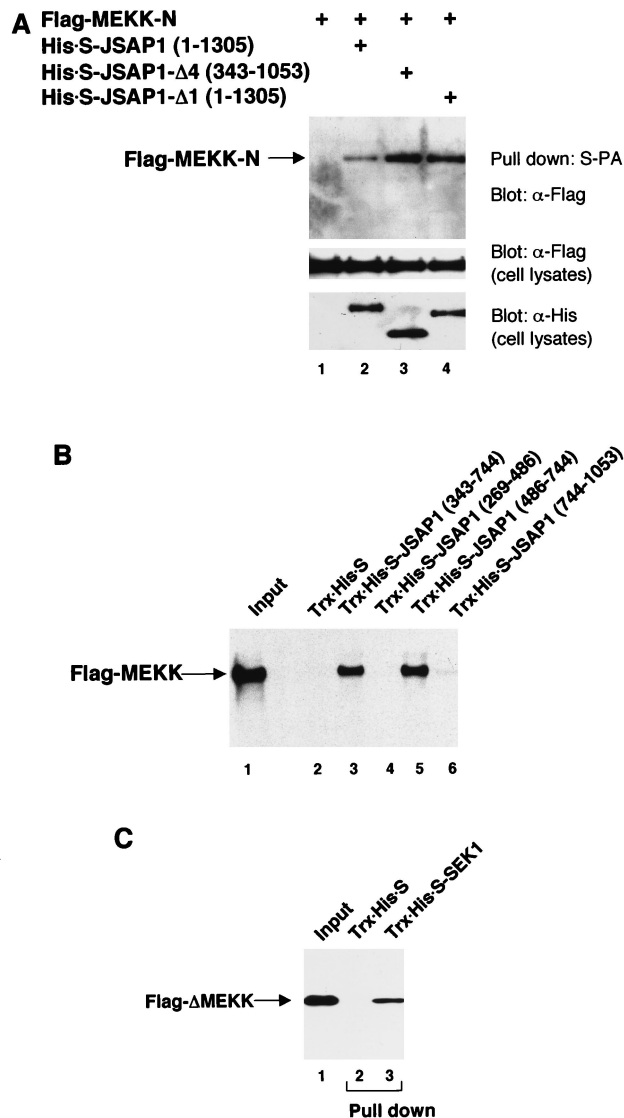 A
Flag-MEKK-N + + + +
His·S-JSAP1 (1-1305) +
His·S-JSAP1-Δ4 (343-1053) +
His·S-JSAP1-Δ1 (1-1305) +
Flag-MEKK-N
Pull down: S-PA
Blot: α-Flag
Blot: α-Flag
(cell lysates)
Blot: α-His
(cell lysates)
1 2 3 4
B
Input
Trx·His·S
Trx·His·S-JSAP1 (343-744)
Trx·His·S-JSAP1 (269-486)
Trx·His·S-JSAP1 (486-744)
Trx·His·S-JSAP1 (744-1053)
Flag-MEKK
1 2 3 4 5 6
C
Input
Trx·His·S
Trx·His·S-SEK1
Flag-ΔMEKK
1 2 3
Pull down